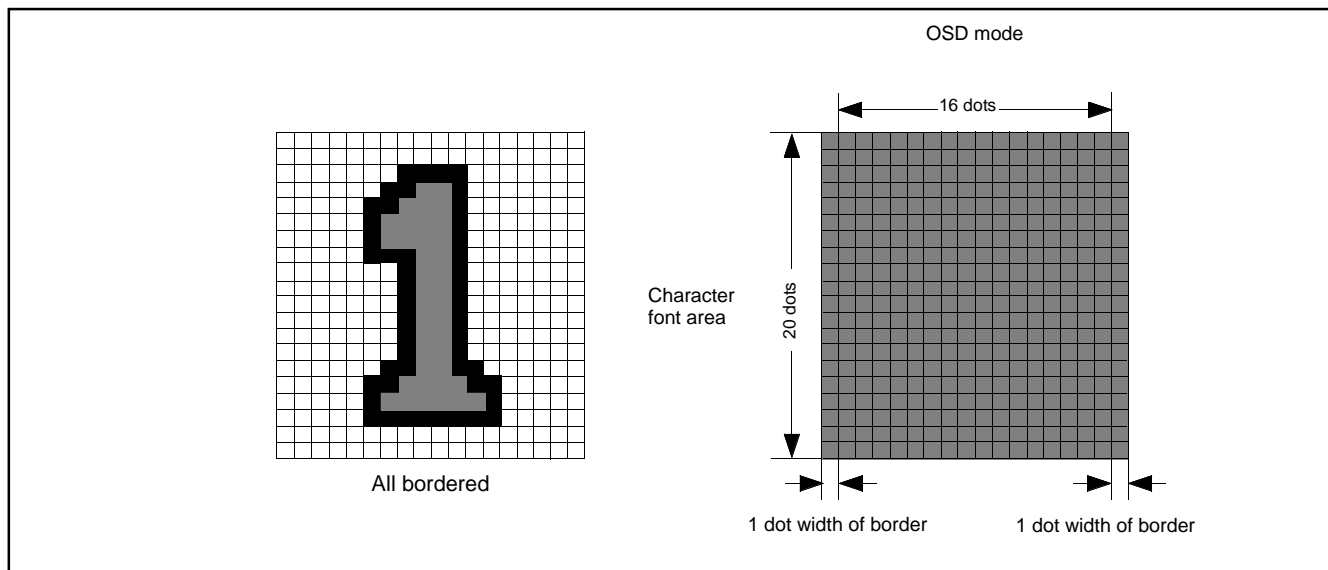 OSD mode
16 dots
20 dots
Character
font area
1
All bordered
1 dot width of border
1 dot width of border